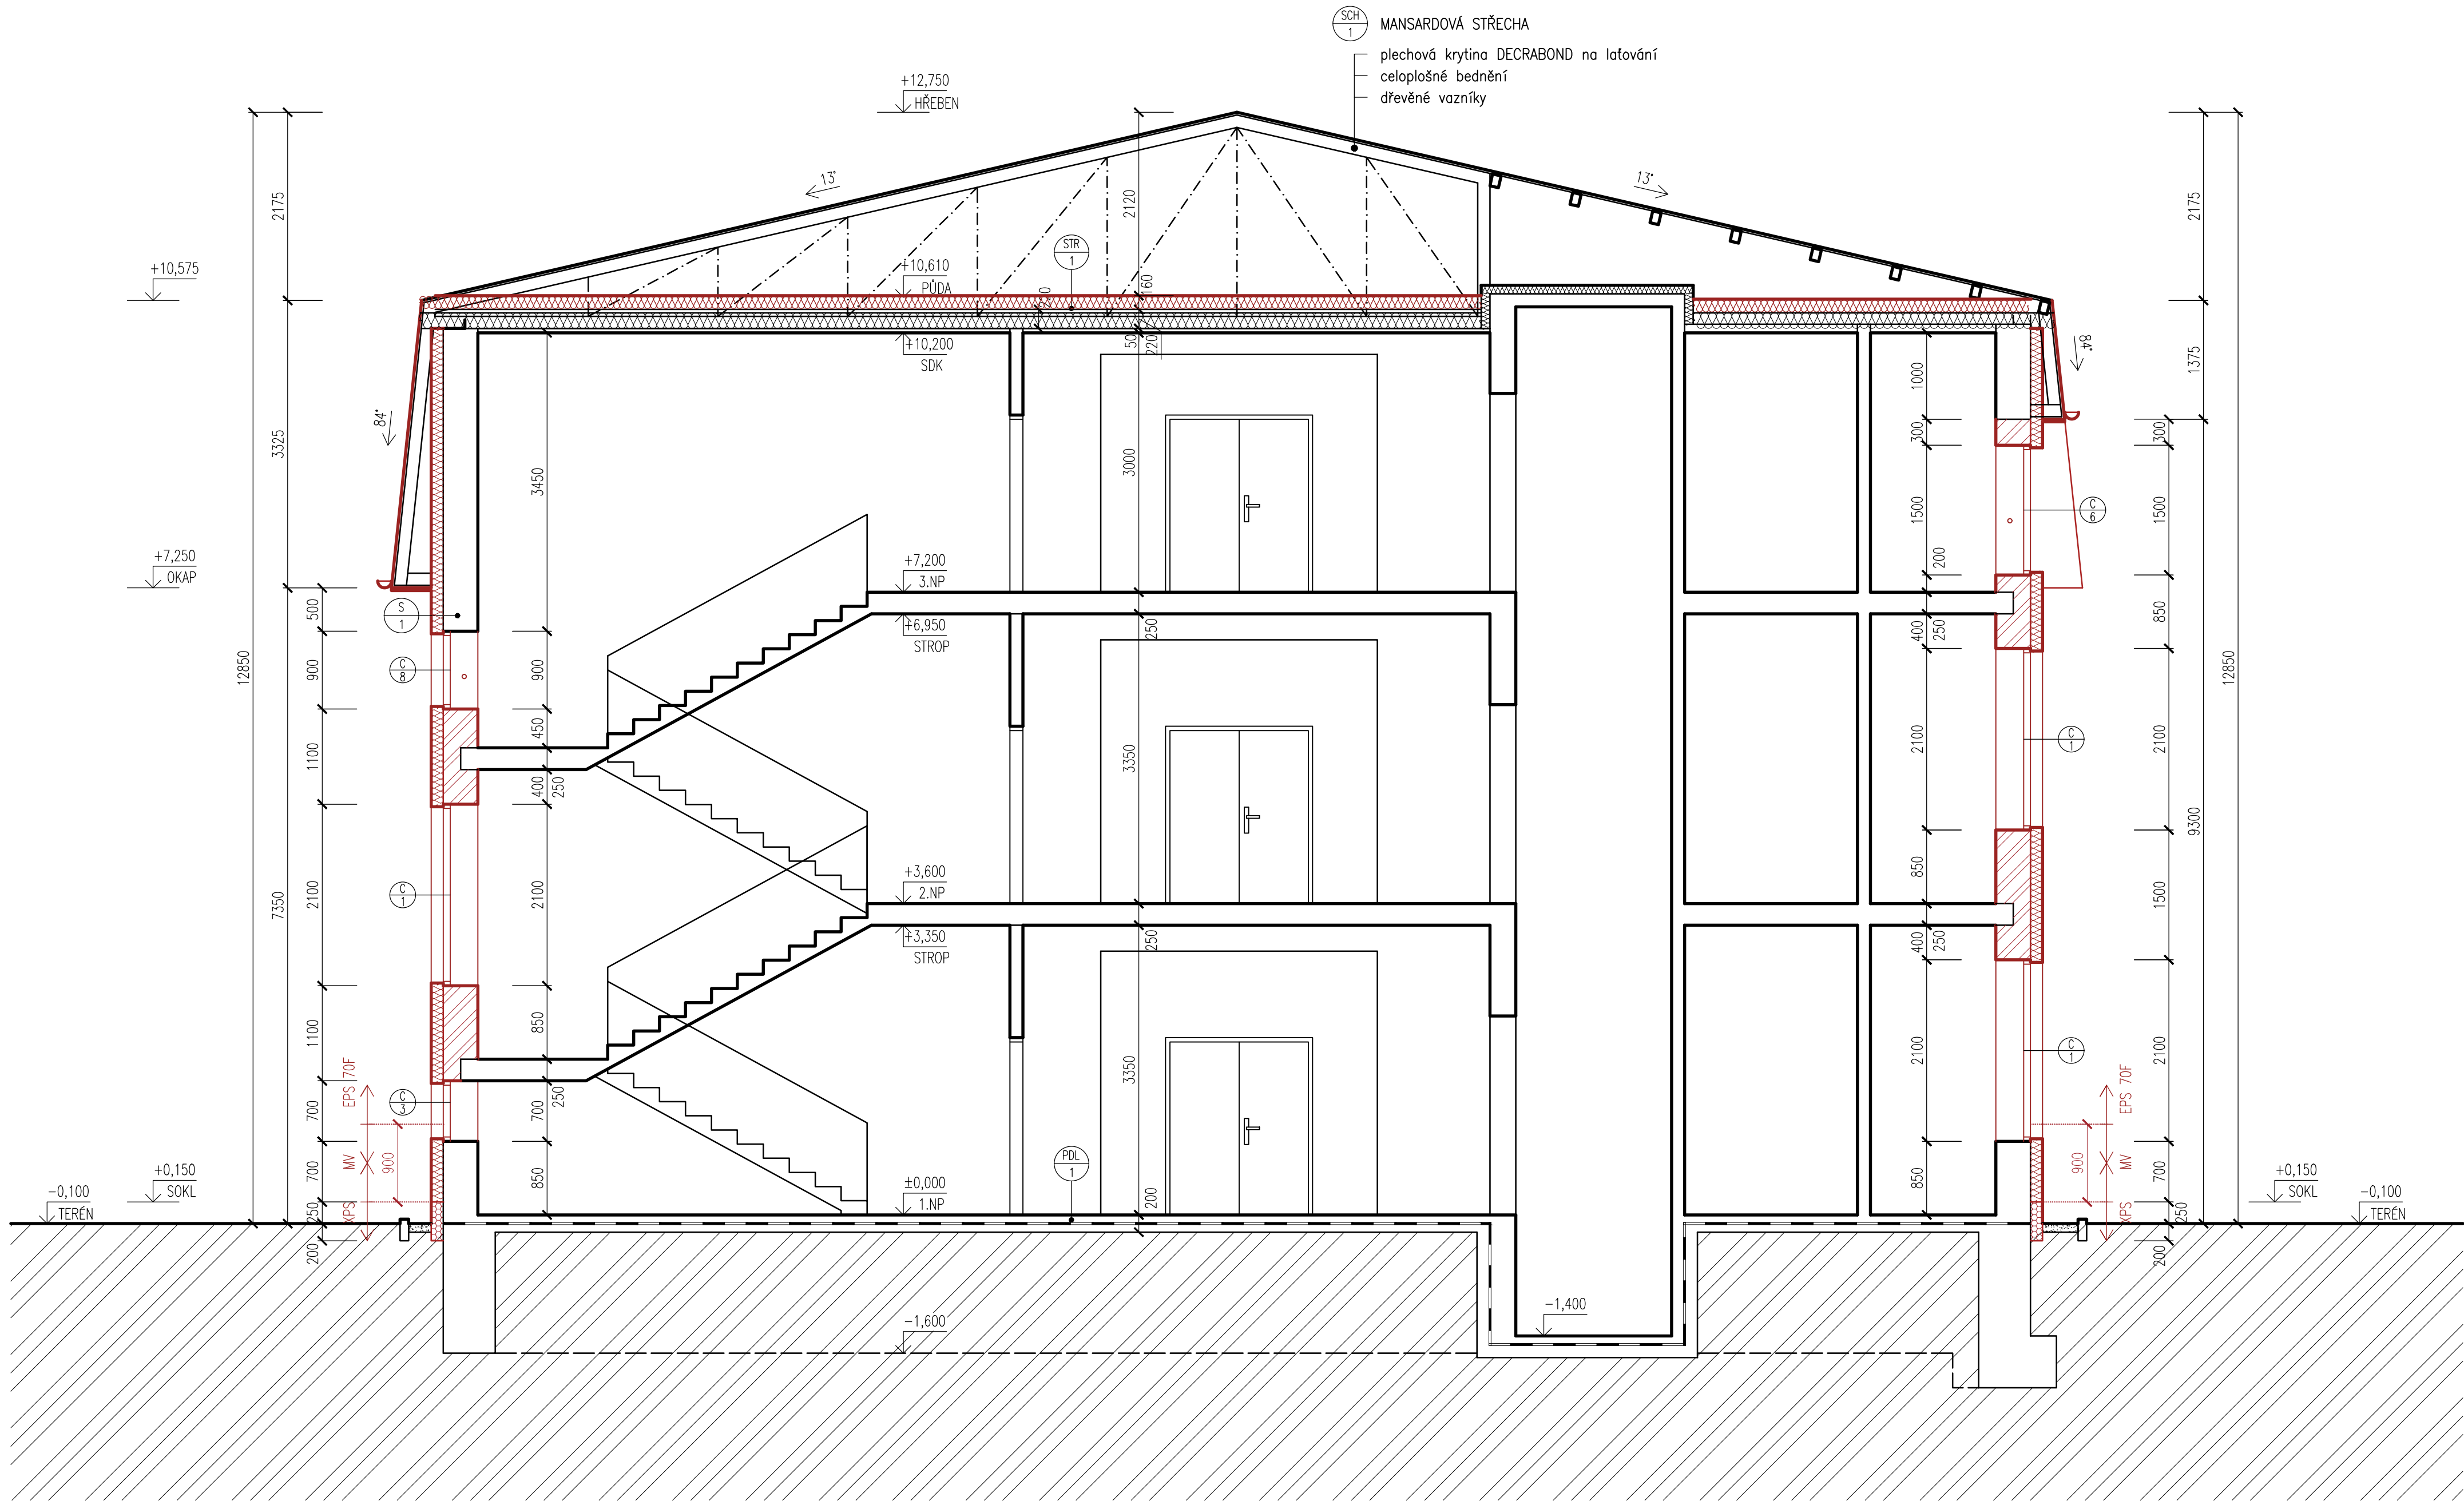 SCH
1
MANSARDOVÁ STŘECHA
plechová krytina DECRABOND na laťování
celoplošné bednění
dřevěné vazníky
+12,750
HŘEBEN
13°
13°
2175
2120
2175
STR
1
+10,575
+10,610
PŮDA
160
50
220
+10,200
SDK
84°
84°
3325
3450
3000
1000
300
1500
200
300
1500
1375
C
6
+7,250
OKAP
+7,200
3.NP
+6,950
STROP
S
1
500
250
400
250
850
12850
900
C
8
900
450
1100
400
250
3350
2100
C
1
2100
12850
9300
7350
2100
C
1
2100
+3,600
2.NP
+3,350
STROP
250
850
400
250
1500
1100
850
250
EPS 70F
C
3
700
700
3350
2100
C
1
EPS 70F
2100
MV
900
XPS
700
250
200
850
PDL
1
±0,000
1.NP
200
850
900
MV
XPS
700
250
200
+0,150
SOKL
-0,100
TERÉN
+0,150
SOKL
-0,100
TERÉN
-1,600
-1,400